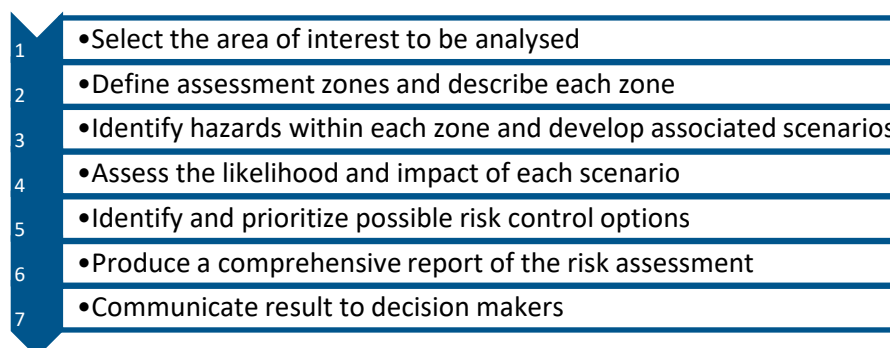 1 •Select the area of interest to be analysed
2 •Define assessment zones and describe each zone
3 •Identify hazards within each zone and develop associated scenarios
4 •Assess the likelihood and impact of each scenario
5 •Identify and prioritize possible risk control options
6 •Produce a comprehensive report of the risk assessment
7 •Communicate result to decision makers